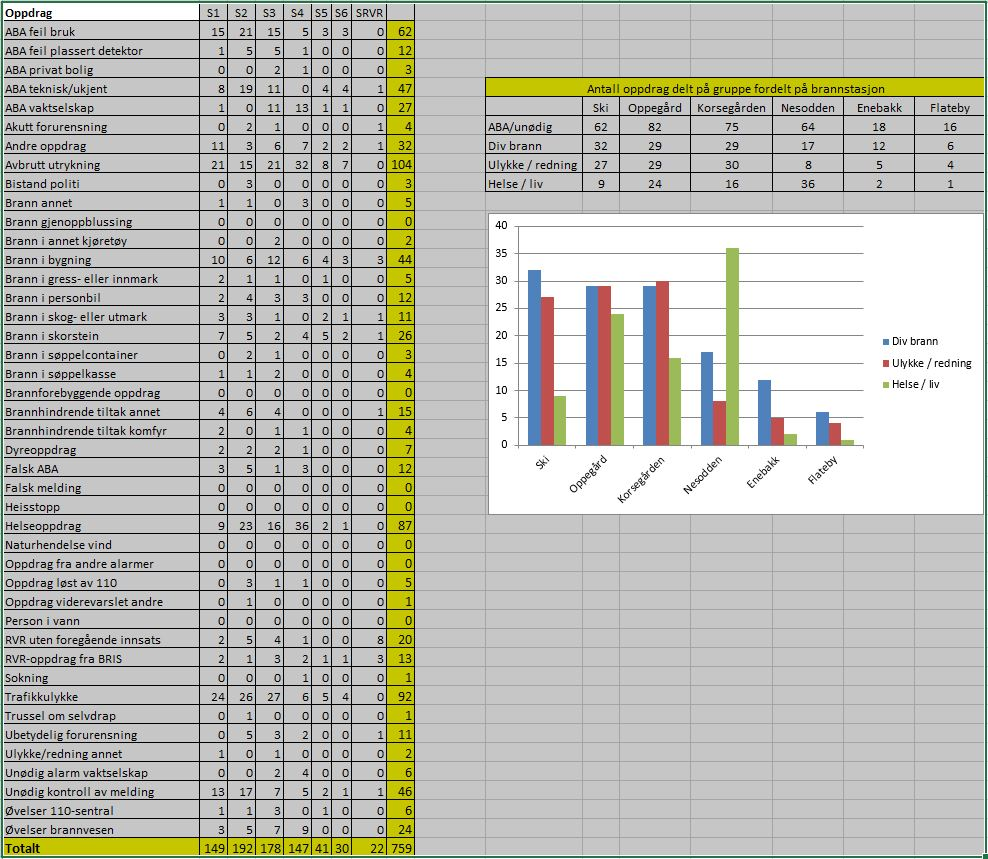 Oppdrag S1 S2 S3 S4 S5 S6 SRVR
ABA feil bruk 15 21 15 5 3 3 0 62
ABA feil plassert detektor 1 5 5 1 0 0 0 12
ABA privat bolig 0 0 2 1 0 0 0 3
ABA teknisk/ukjent 8 19 11 0 4 4 1 47
ABA vaktselskap 1 0 11 13 1 1 0 27
Akutt forurensning 0 2 1 0 0 0 1 4
Andre oppdrag 11 3 6 7 2 2 1 32
Avbrutt utrykning 21 15 21 32 8 7 0 104
Bistand politi 0 3 0 0 0 0 0 3
Brann annet 1 1 0 3 0 0 0 5
Brann gjenoppblussing 0 0 0 0 0 0 0 0
Brann i annet kjøretøy 0 0 2 0 0 0 0 2
Brann i bygning 10 6 12 6 4 3 3 44
Brann i gress- eller innmark 2 1 1 0 1 0 0 5
Brann i personbil 2 4 3 3 0 0 0 12
Brann i skog- eller utmark 3 3 1 0 2 1 1 11
Brann i skorstein 7 5 2 4 5 2 1 26
Brann i søppelcontainer 0 2 1 0 0 0 0 3
Brann i søppelkasse 1 1 2 0 0 0 0 4
Brannforebyggende oppdrag 0 0 0 0 0 0 0 0
Brannhindrende tiltak annet 4 6 4 0 0 0 1 15
Brannhindrende tiltak komfyr 2 0 1 1 0 0 0 4
Dyreoppdrag 2 2 2 1 0 0 0 7
Falsk ABA 3 5 1 3 0 0 0 12
Falsk melding 0 0 0 0 0 0 0 0
Heisstopp 0 0 0 0 0 0 0 0
Helseoppdrag 9 23 16 36 2 1 0 87
Naturhendelse vind 0 0 0 0 0 0 0 0
Oppdrag fra andre alarmer 0 0 0 0 0 0 0 0
Oppdrag løst av 110 0 3 1 1 0 0 0 5
Oppdrag viderevarslet andre 0 1 0 0 0 0 0 1
Person i vann 0 0 0 0 0 0 0 0
RVR uten foregående innsats 2 5 4 1 0 0 8 20
RVR-oppdrag fra BRIS 2 1 3 2 1 1 3 13
Sokning 0 0 0 1 0 0 0 1
Trafikkulykke 24 26 27 6 5 4 0 92
Trussel om selvdrap 0 1 0 0 0 0 0 1
Ubetydelig forurensning 0 5 3 2 0 0 1 11
Ulykke/redning annet 1 0 1 0 0 0 0 2
Unødig alarm vaktselskap 0 0 2 4 0 0 0 6
Unødig kontroll av melding 13 17 7 5 2 1 1 46
Øvelser 110-sentral 1 1 3 0 1 0 0 6
Øvelser brannvesen 3 5 7 9 0 0 0 24
Totalt 149 192 178 147 41 30 22 759
Antall oppdrag delt på gruppe fordelt på brannstasjon
Ski Oppegård Korsegården Nesodden Enebakk Flateby
ABA/unødig 62 82 75 64 18 16
Div brann 32 29 29 17 12 6
Ulykke / redning 27 29 30 8 5 4
Helse / liv 9 24 16 36 2 1
40
35
30
25
20
15
10
5
0
Ski Oppegård Korsegården Nesodden Enebakk Flateby
Div brann
Ulykke / redning
Helse / liv